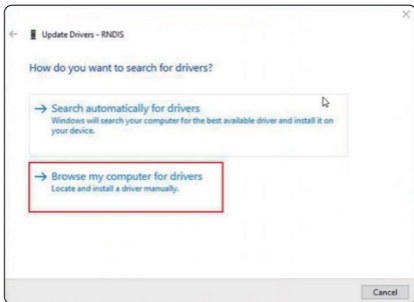 Update Drivers - RNDIS
How do you want to search for drivers?
Search automatically for drivers
Windows will search your computer for the best available driver and install it on
your device.
Browse my computer for drivers
Locate and install a driver manually.
Cancel